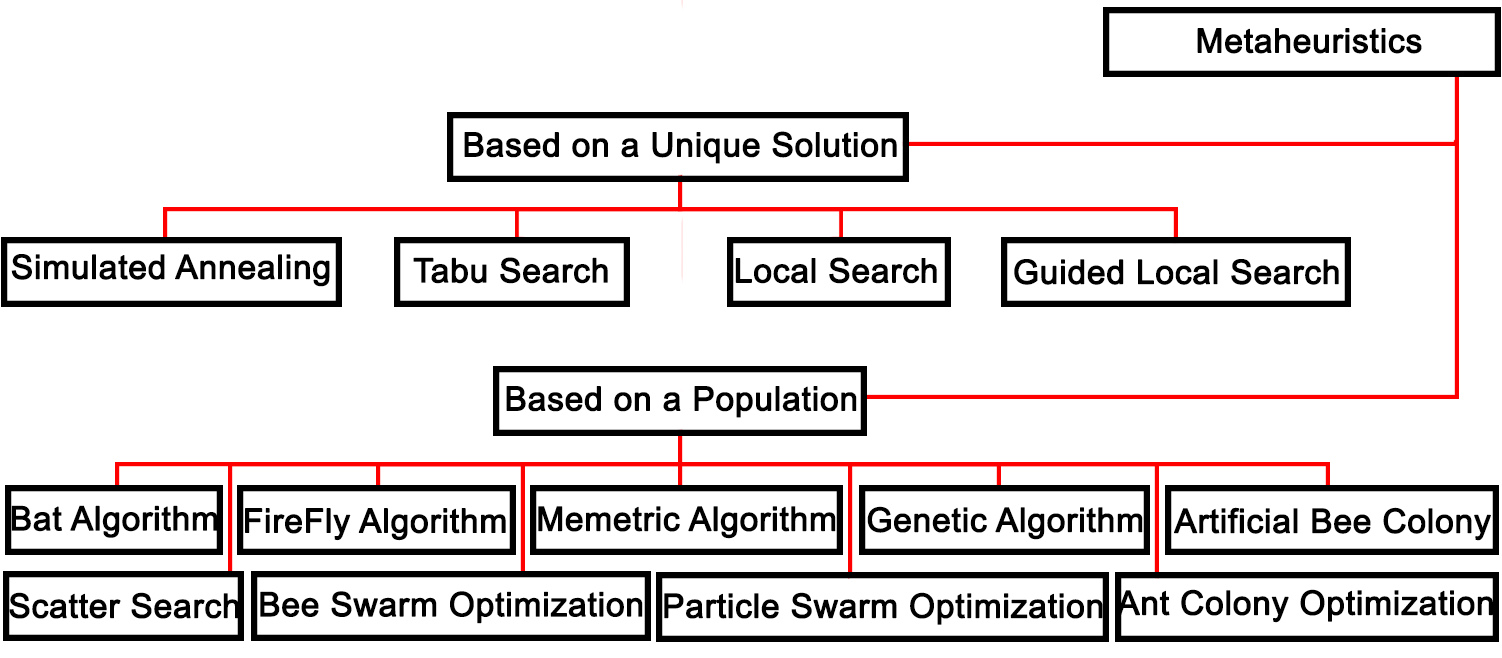 Metaheuristics
Based on a Unique Solution
Simulated Annealing
Tabu Search
Local Search
Guided Local Search
Based on a Population
Bat Algorithm
FireFly Algorithm
Memetric Algorithm
Genetic Algorithm
Artificial Bee Colony
Scatter Search
Bee Swarm Optimization
Particle Swarm Optimization
Ant Colony Optimization